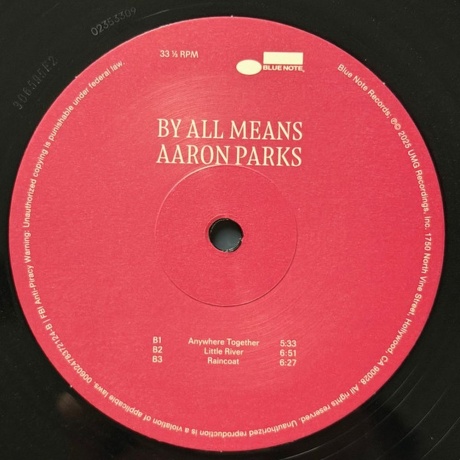 02353309
33 ⅓ RPM
BLUE NOTE
BY ALL MEANS
AARON PARKS
B1 Anywhere Together 5:33
B2 Little River 6:51
B3 Raincoat 6:27
Blue Note Records; ℗© 2025 UMG Recordings, Inc. 1750 North Vine Street, Hollywood, CA 90028. All rights reserved. Unauthorized reproduction is a violation of applicable laws. 00602478372124-B | FBI Anti-Piracy Warning: Unauthorized copying is punishable under federal law.